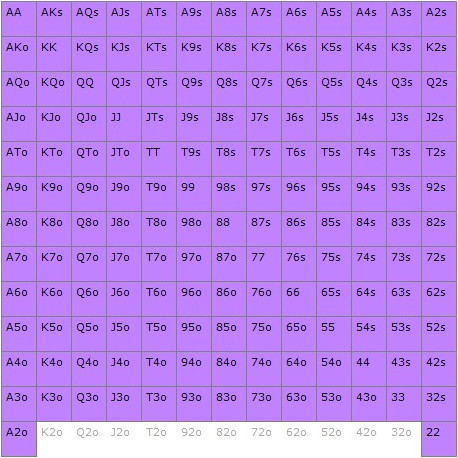 AA AKs AQs AJs ATs A9s A8s A7s A6s A5s A4s A3s A2s
AKo KK KQs KJs KTs K9s K8s K7s K6s K5s K4s K3s K2s
AQo KQo QQ QJs QTs Q9s Q8s Q7s Q6s Q5s Q4s Q3s Q2s
AJo KJo QJo JJ JTs J9s J8s J7s J6s J5s J4s J3s J2s
ATo KTo QTo JTo TT T9s T8s T7s T6s T5s T4s T3s T2s
A9o K9o Q9o J9o T9o 99 98s 97s 96s 95s 94s 93s 92s
A8o K8o Q8o J8o T8o 98o 88 87s 86s 85s 84s 83s 82s
A7o K7o Q7o J7o T7o 97o 87o 77 76s 75s 74s 73s 72s
A6o K6o Q6o J6o T6o 96o 86o 76o 66 65s 64s 63s 62s
A5o K5o Q5o J5o T5o 95o 85o 75o 65o 55 54s 53s 52s
A4o K4o Q4o J4o T4o 94o 84o 74o 64o 54o 44 43s 42s
A3o K3o Q3o J3o T3o 93o 83o 73o 63o 53o 43o 33 32s
A2o K2o Q2o J2o T2o 92o 82o 72o 62o 52o 42o 32o 22